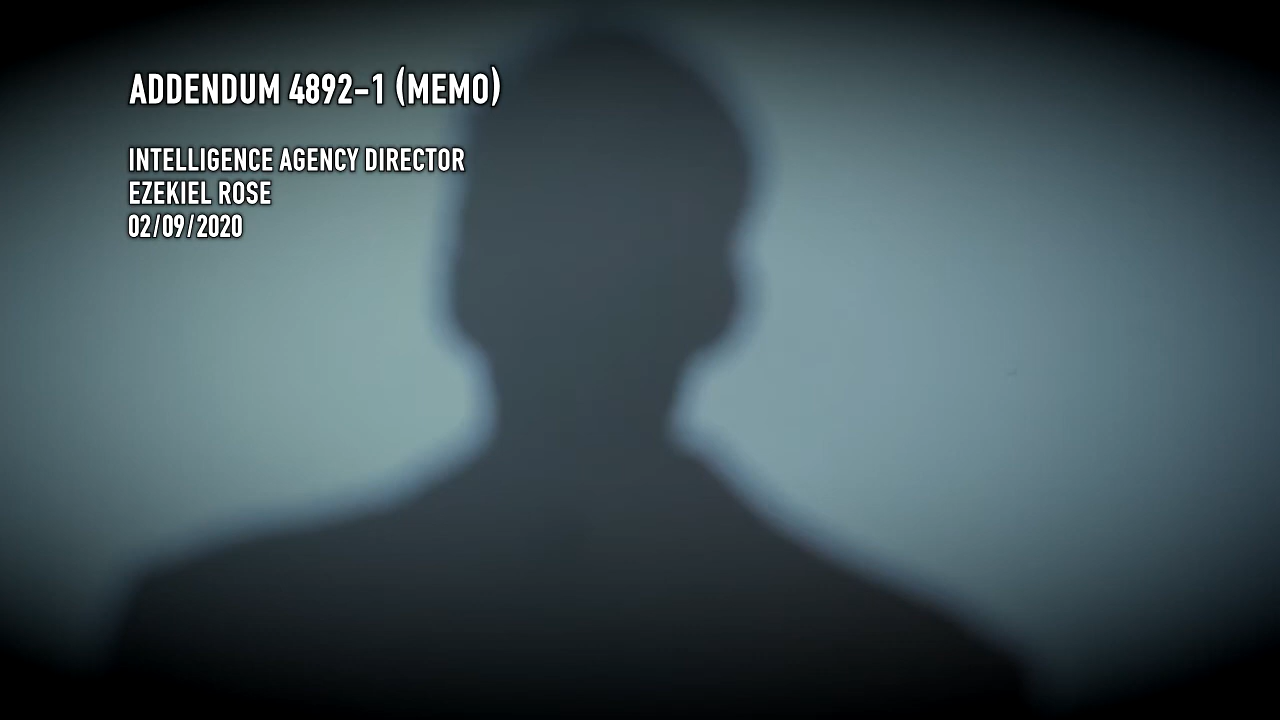 ADDENDUM 4892-1 (MEMO)
INTELLIGENCE AGENCY DIRECTOR
EZEKIEL ROSE
02/09/2020